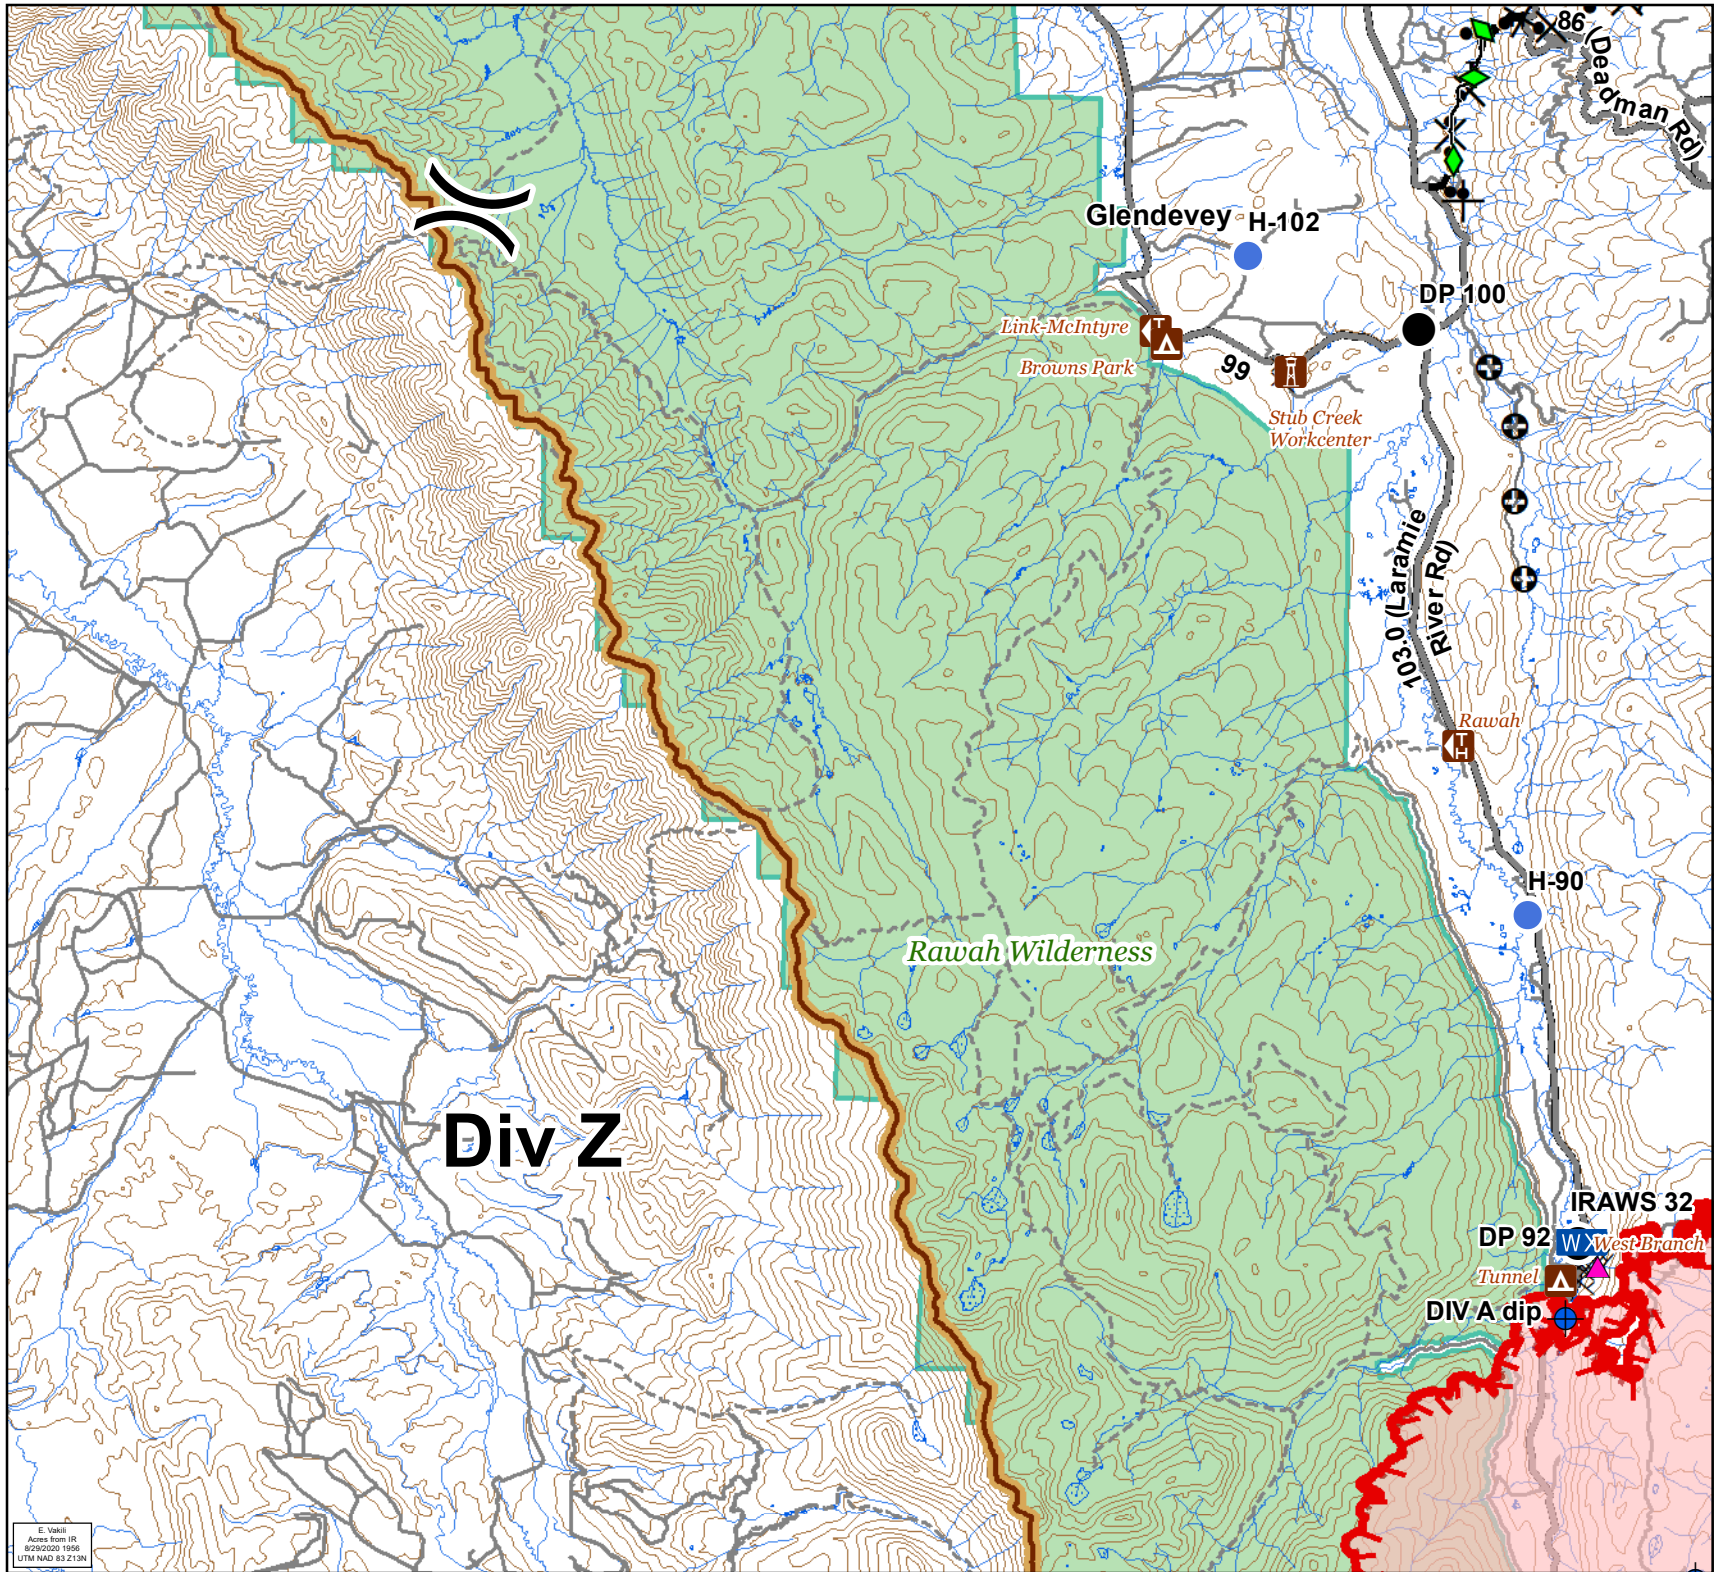 86 (Deadman Rd)
Glendevey
H-102
DP 100
Link-McIntyre
T
Browns Park
99
Stub Creek
Workcenter
103.0 (Laramie
River Rd)
Rawah
T
H
H-90
Rawah Wilderness
Div Z
IRAWS 32
DP 92
W
West Branch
Tunnel
DIV A dip
E. Vakili
Acres from IR
8/29/2020 1956
UTM NAD 83 Z13N